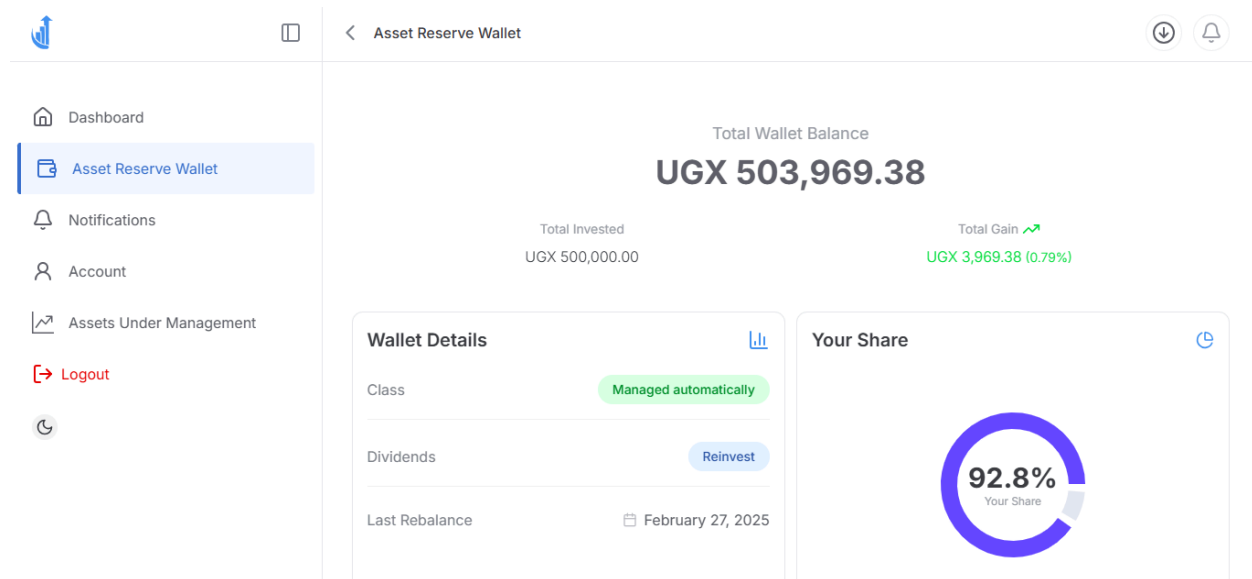 Asset Reserve Wallet
Dashboard
Asset Reserve Wallet
Notifications
Account
Assets Under Management
Logout
Total Wallet Balance
UGX 503,969.38
Total Invested
UGX 500,000.00
Total Gain
UGX 3,969.38 (0.79%)
Wallet Details
Class
Managed automatically
Dividends
Reinvest
Last Rebalance
February 27, 2025
Your Share
92.8%
Your Share